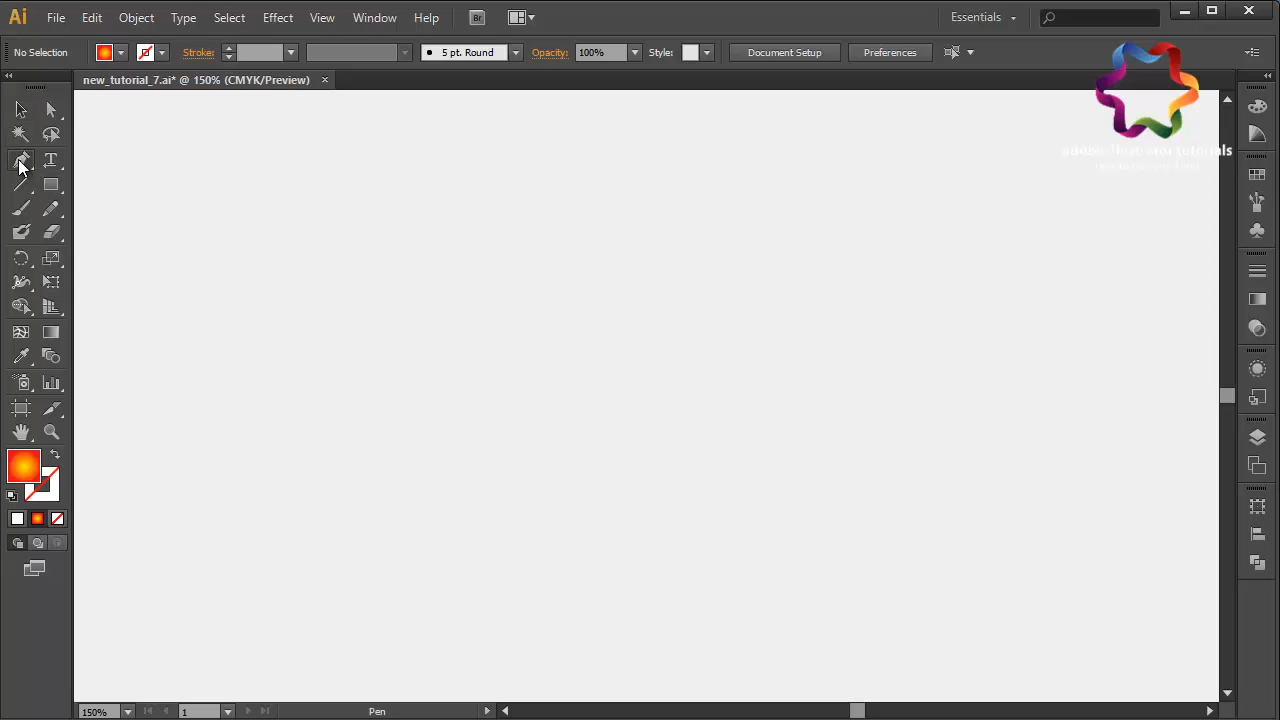 Ai File Edit Object Type Select Effect View Window Help Br Essentials
No Selection Stroke: 5 pt. Round Opacity: 100% Style: Document Setup Preferences
new_tutorial_7.ai* @ 150% (CMYK/Preview)
tutorials
T
150% 1 Pen